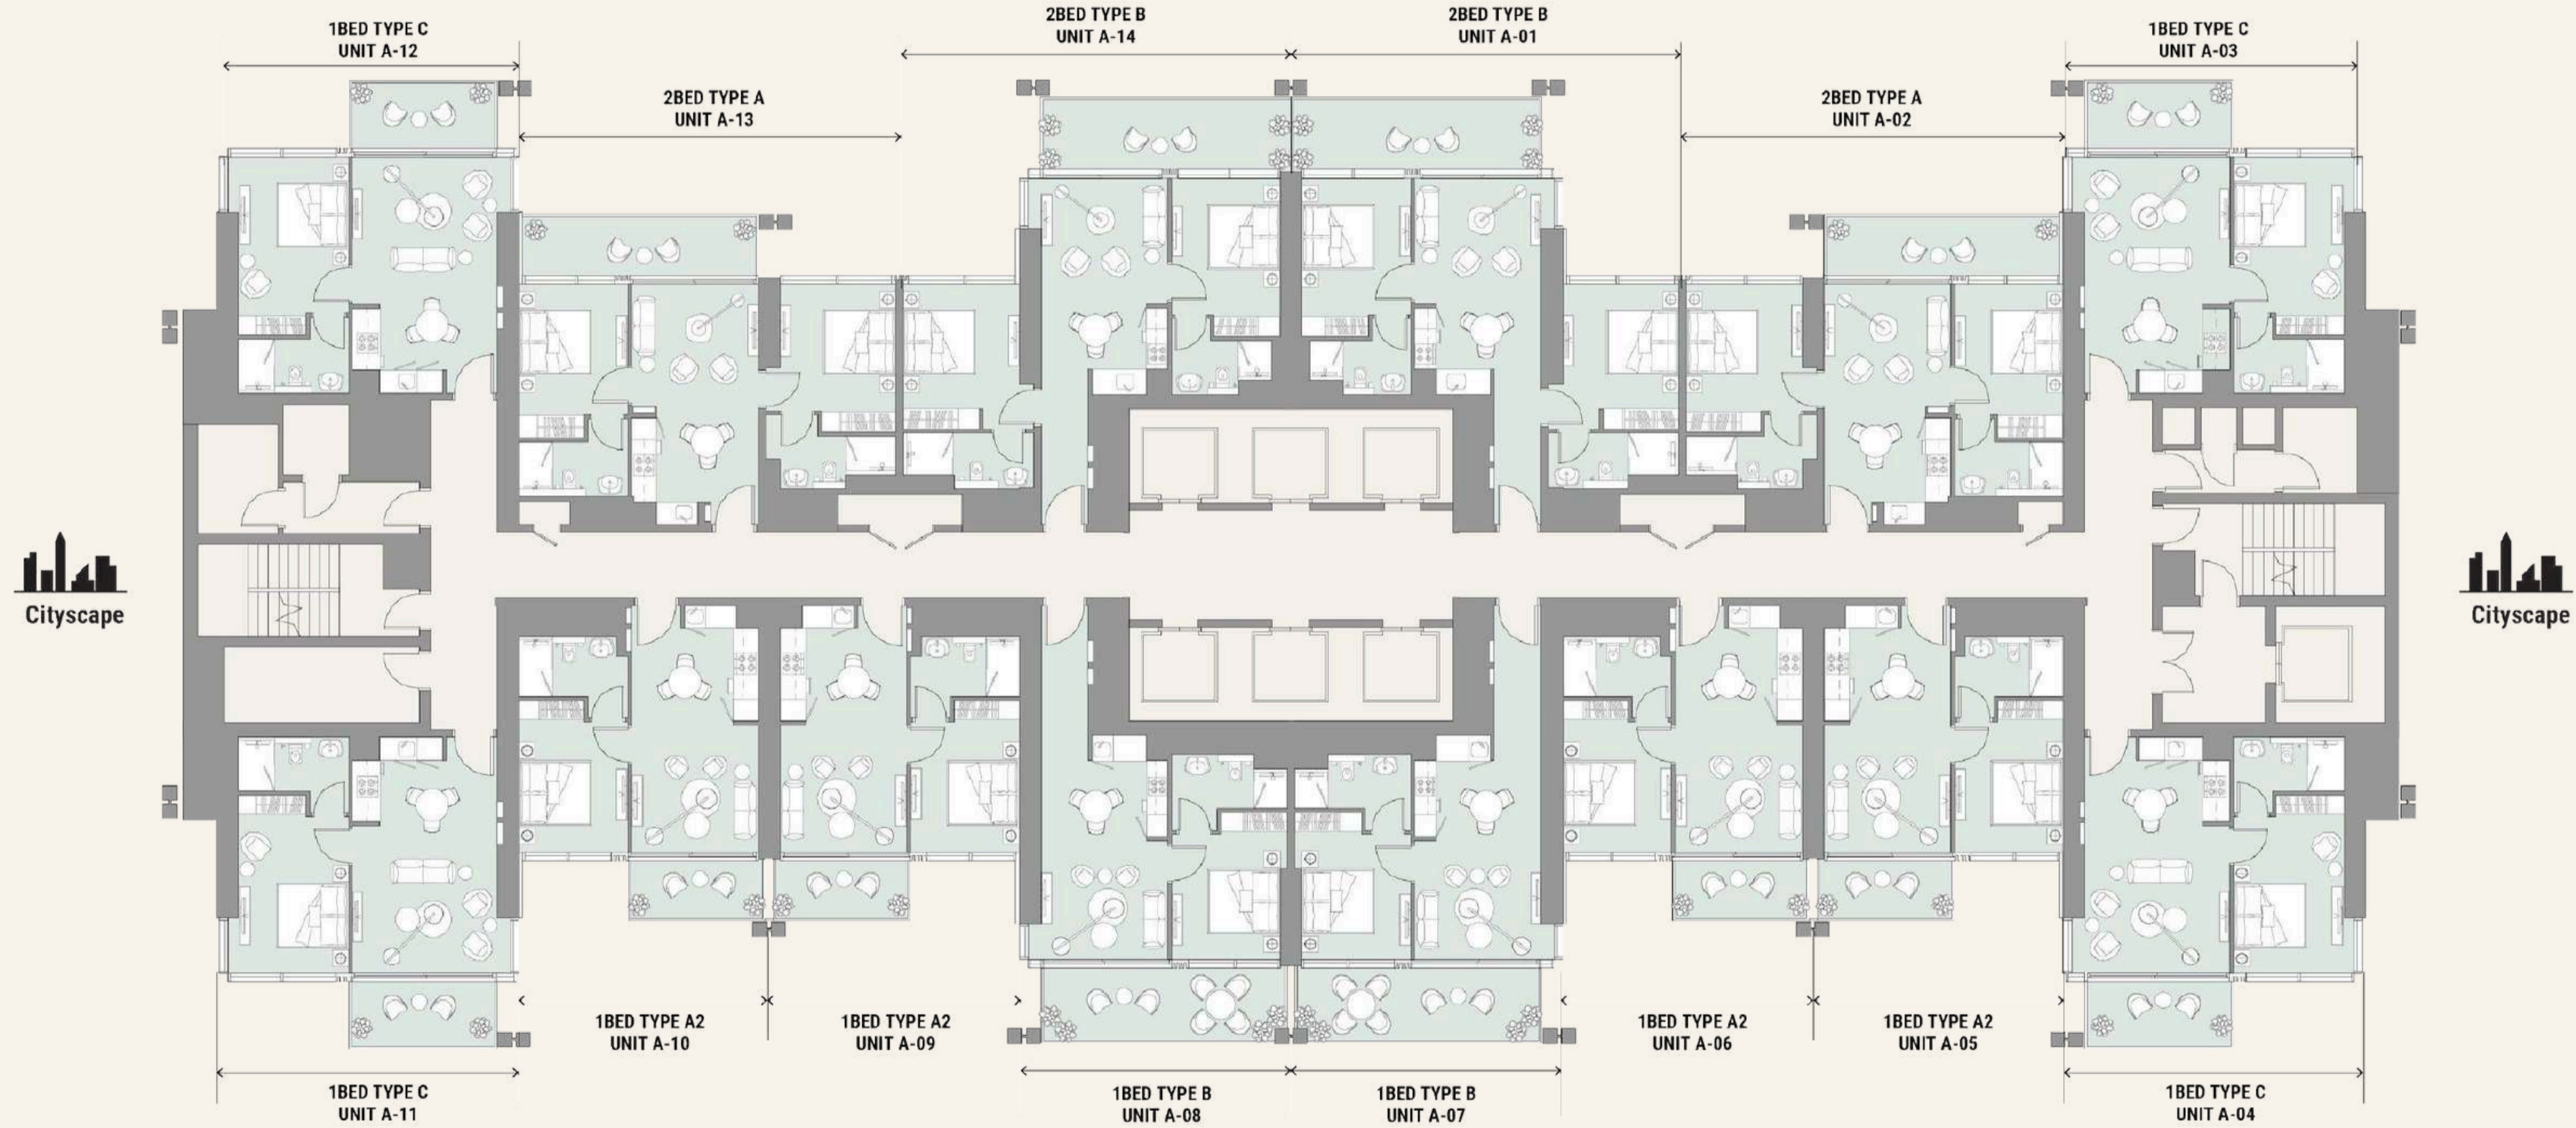 2BED TYPE B
UNIT A-14
2BED TYPE B
UNIT A-01
1BED TYPE C
UNIT A-12
1BED TYPE C
UNIT A-03
2BED TYPE A
UNIT A-13
2BED TYPE A
UNIT A-02
Cityscape
Cityscape
1BED TYPE A2
UNIT A-10
1BED TYPE A2
UNIT A-09
1BED TYPE A2
UNIT A-06
1BED TYPE A2
UNIT A-05
1BED TYPE C
UNIT A-11
1BED TYPE B
UNIT A-08
1BED TYPE B
UNIT A-07
1BED TYPE C
UNIT A-04